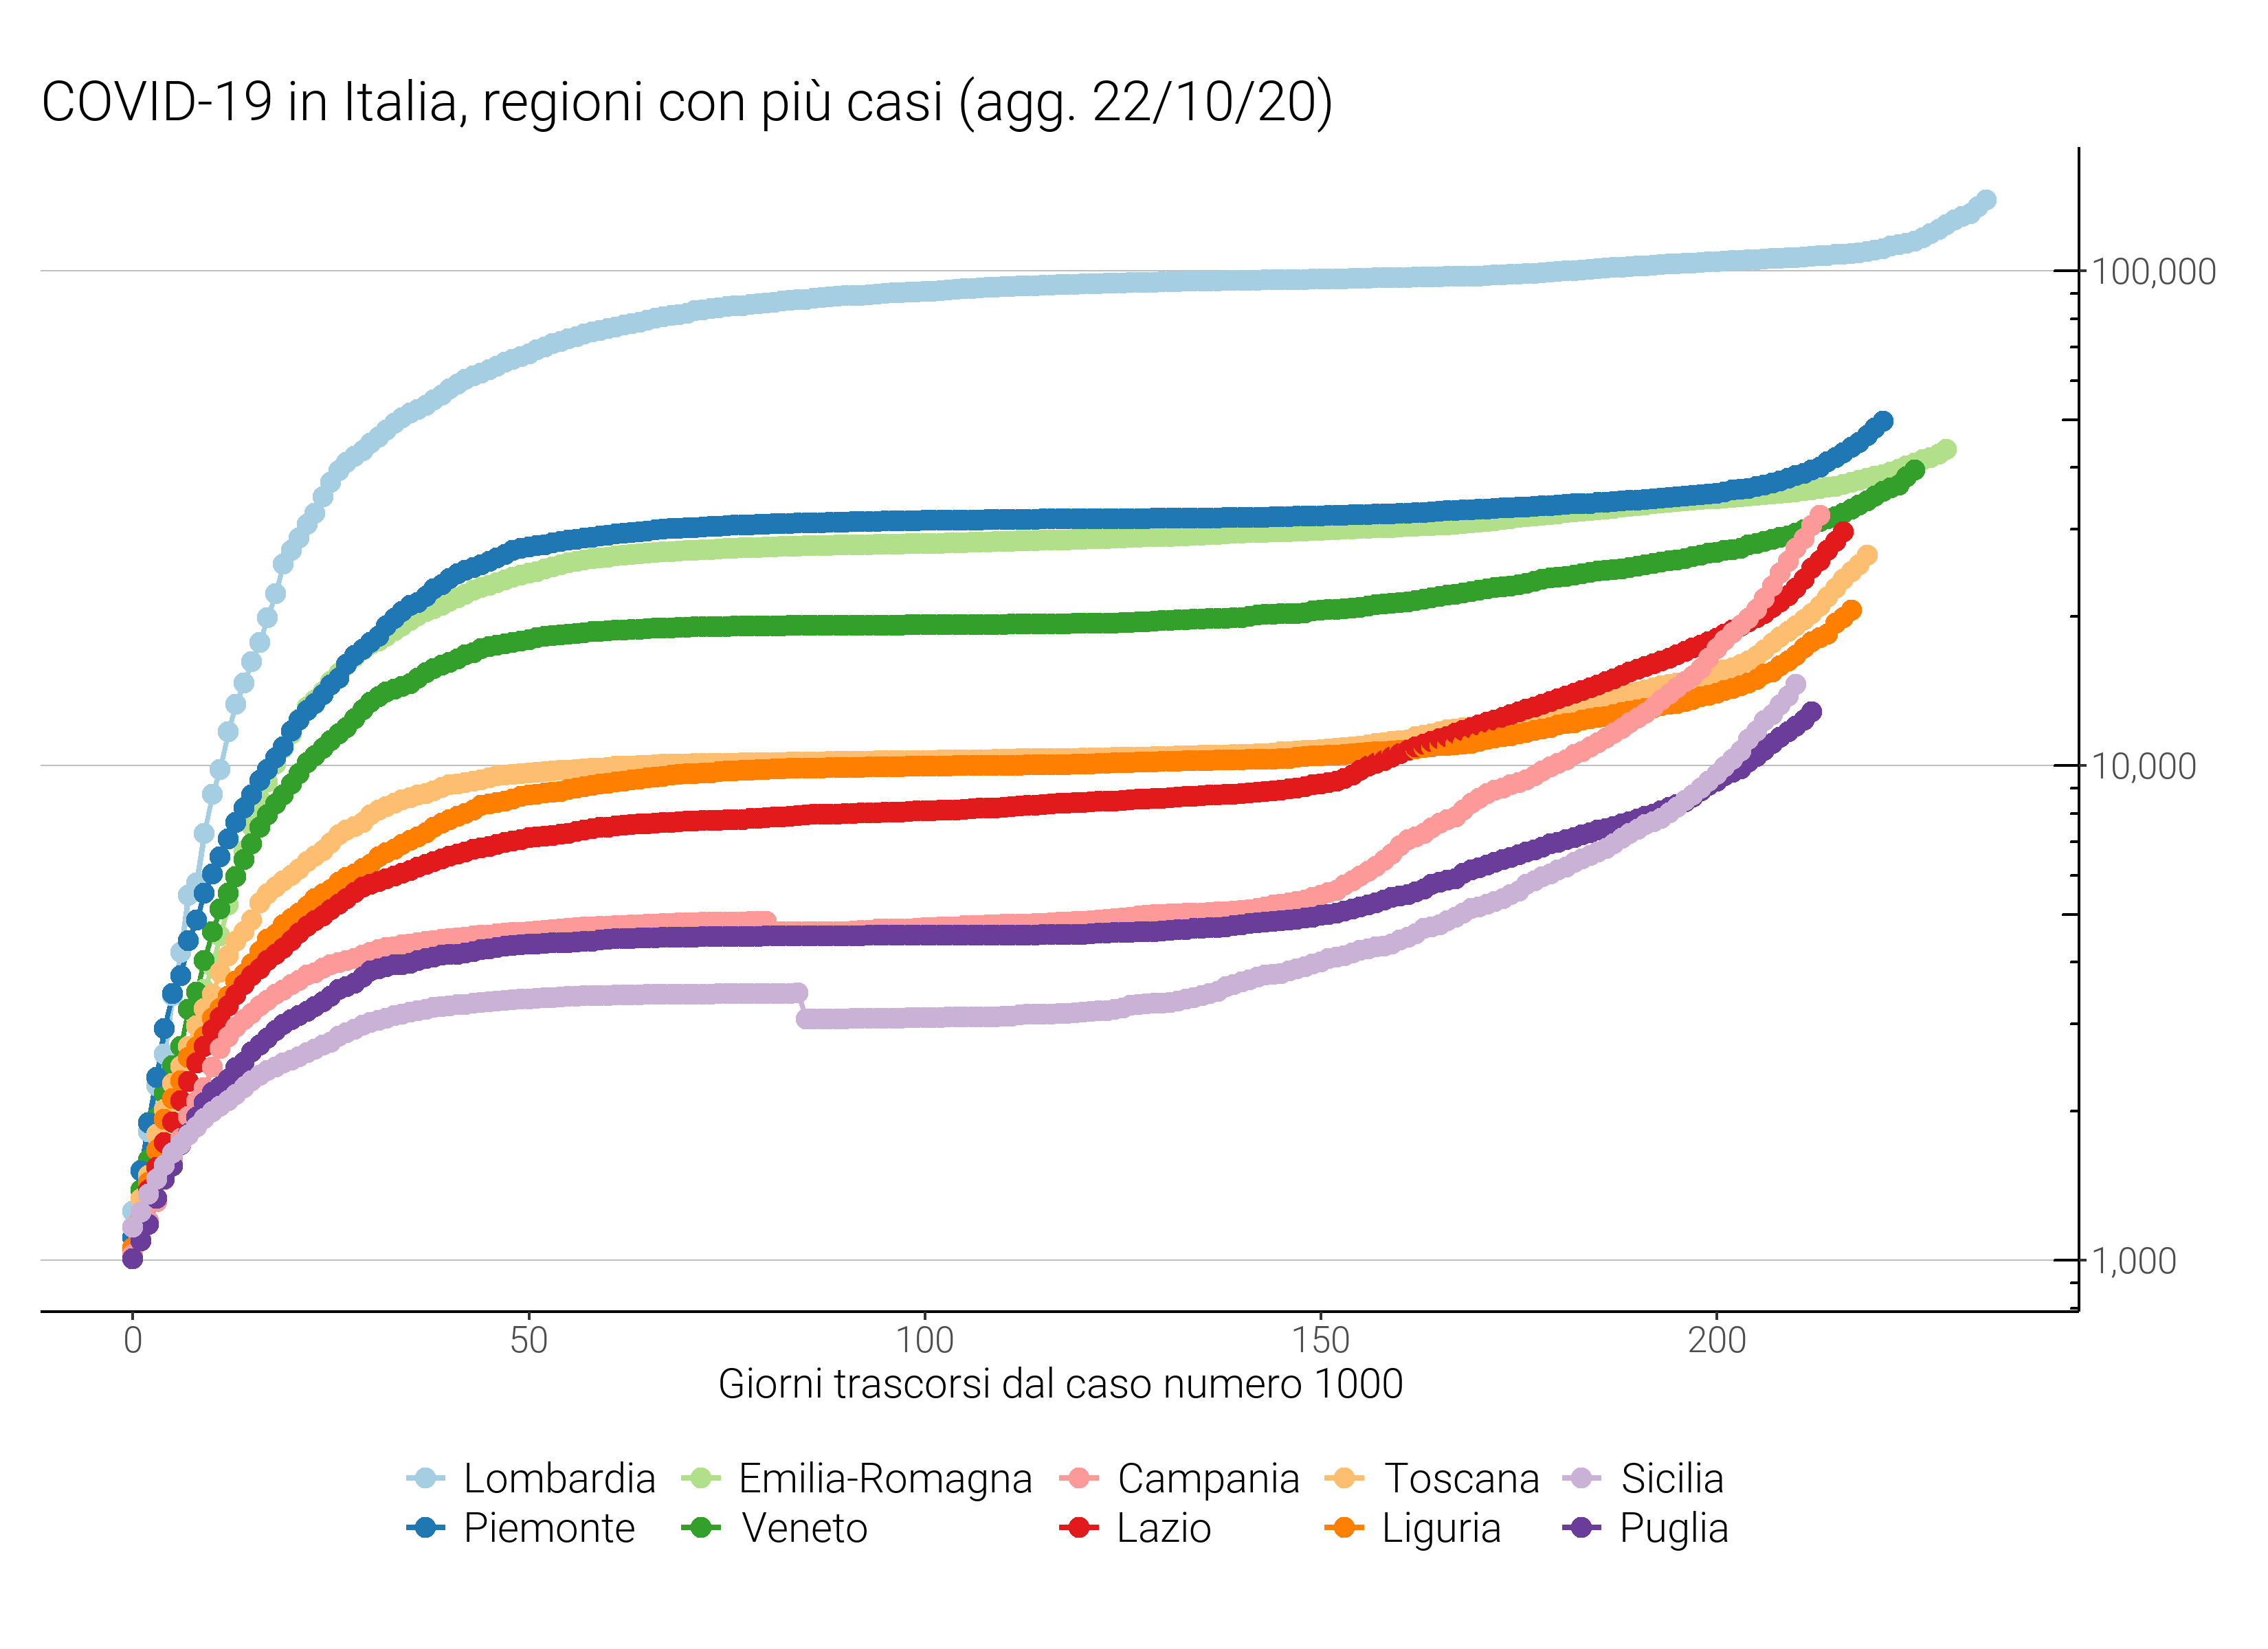 COVID-19 in Italia, regioni con più casi (agg. 22/10/20)
100,000
10,000
1,000
0 50 100 150 200
Giorni trascorsi dal caso numero 1000
Lombardia Emilia-Romagna Campania Toscana Sicilia
Piemonte Veneto Lazio Liguria Puglia